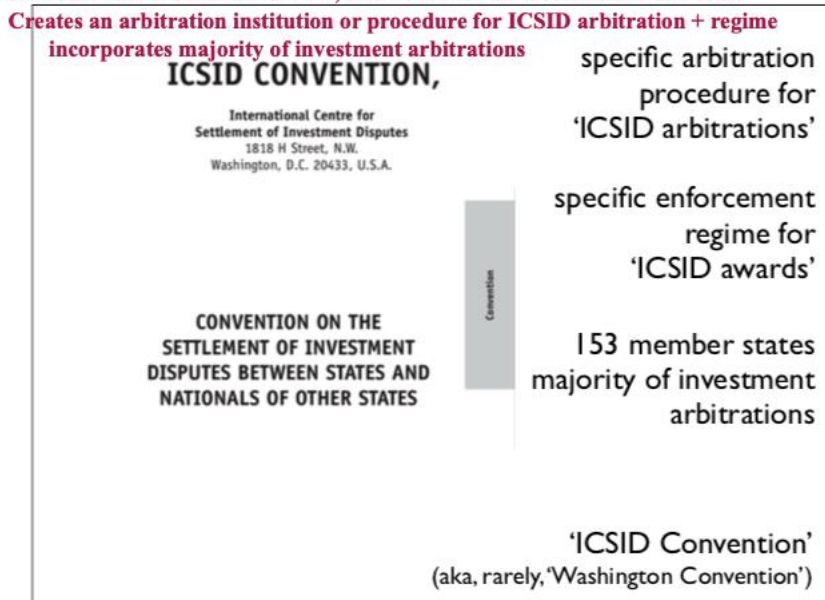 Creates an arbitration institution or procedure for ICSID arbitration + regime
incorporates majority of investment arbitrations
ICSID CONVENTION,
International Centre for
Settlement of Investment Disputes
1818 H Street, N.W.
Washington, D.C. 20433, U.S.A.
CONVENTION ON THE
SETTLEMENT OF INVESTMENT
DISPUTES BETWEEN STATES AND
NATIONALS OF OTHER STATES
Convention
specific arbitration
procedure for
‘ICSID arbitrations’
specific enforcement
regime for
‘ICSID awards’
153 member states
majority of investment
arbitrations
‘ICSID Convention’
(aka, rarely, ‘Washington Convention’)